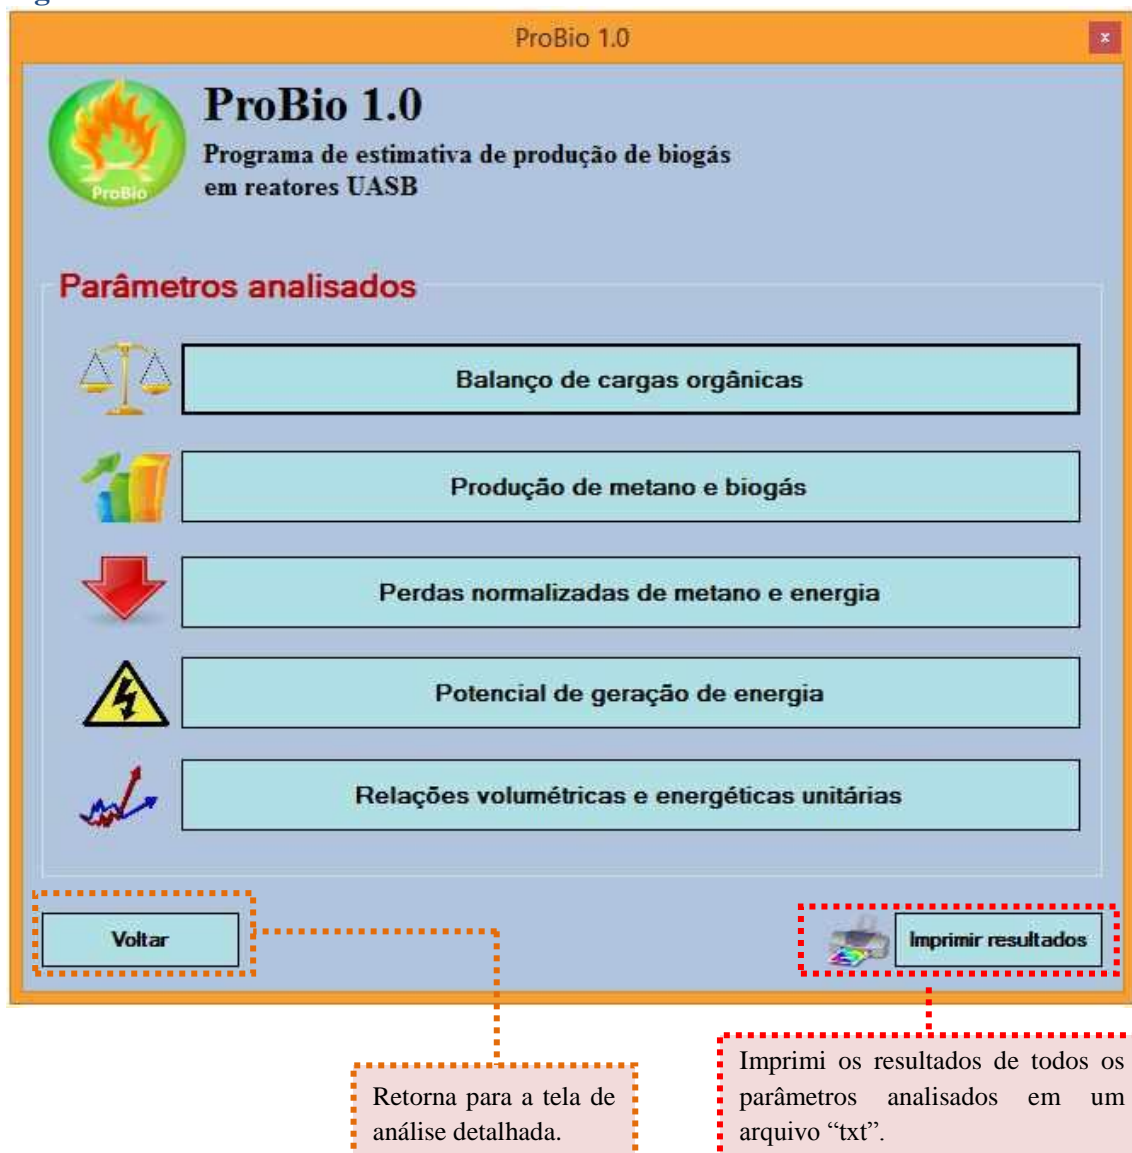 ProBio 1.0
x
ProBio 1.0
Programa de estimativa de produção de biogás
em reatores UASB
ProBio
Parâmetros analisados
Balanço de cargas orgânicas
Produção de metano e biogás
Perdas normalizadas de metano e energia
Potencial de geração de energia
Relações volumétricas e energéticas unitárias
Voltar
Imprimir resultados
Retorna para a tela de
análise detalhada.
Imprimi os resultados de todos os
parâmetros analisados em um
arquivo “txt”.